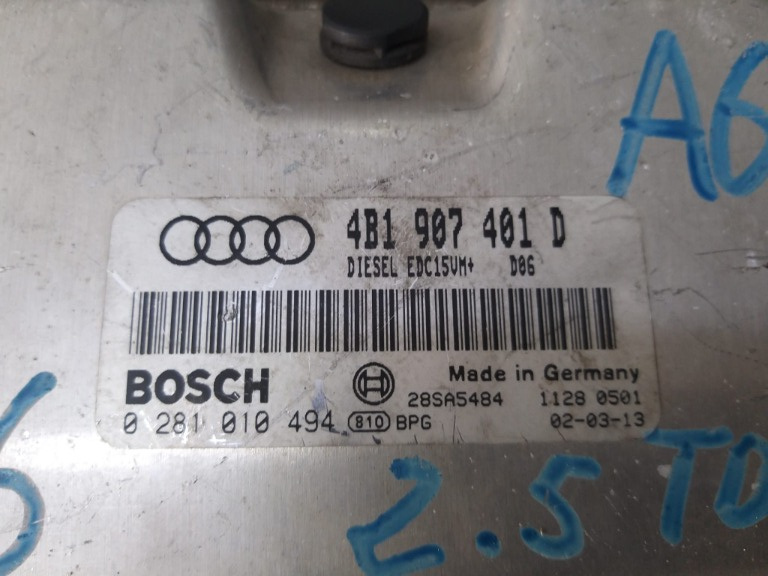 A6
4B1 907 401 D
DIESEL EDC15VM+ D06
BOSCH
Made in Germany
28SA5484 1128 0501
0 281 010 494 810 BPG 02-03-13
2.5 TD